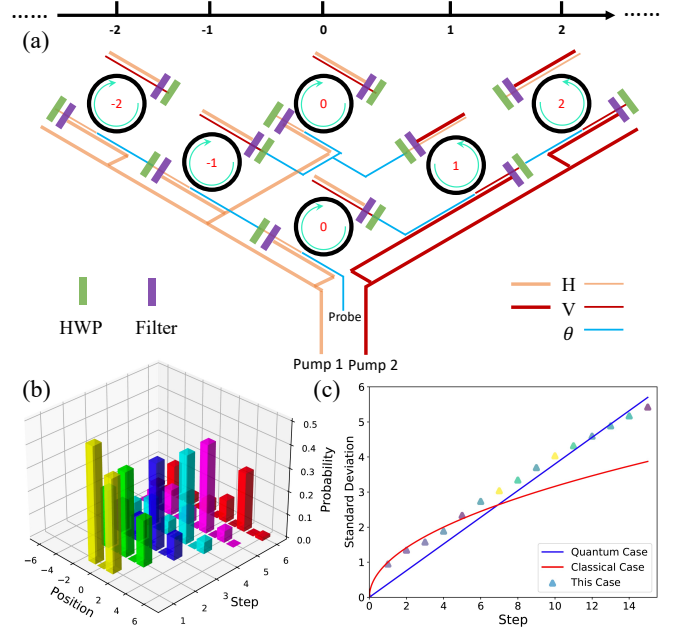 ......
-2
-1
0
1
2
......
(a)
-2
0
2
-1
1
0
HWP
Filter
Probe
Pump 1
Pump 2
H
V
θ
(b)
0.5
0.4
0.3
0.2
0.1
0.0
Probability
−6
−4
−2
0
2
4
6
Position
1
2
3
4
5
6
Step
(c)
6
5
4
3
2
1
0
Standard Deviation
0
2
4
6
8
10
12
14
Step
Quantum Case
Classical Case
This Case